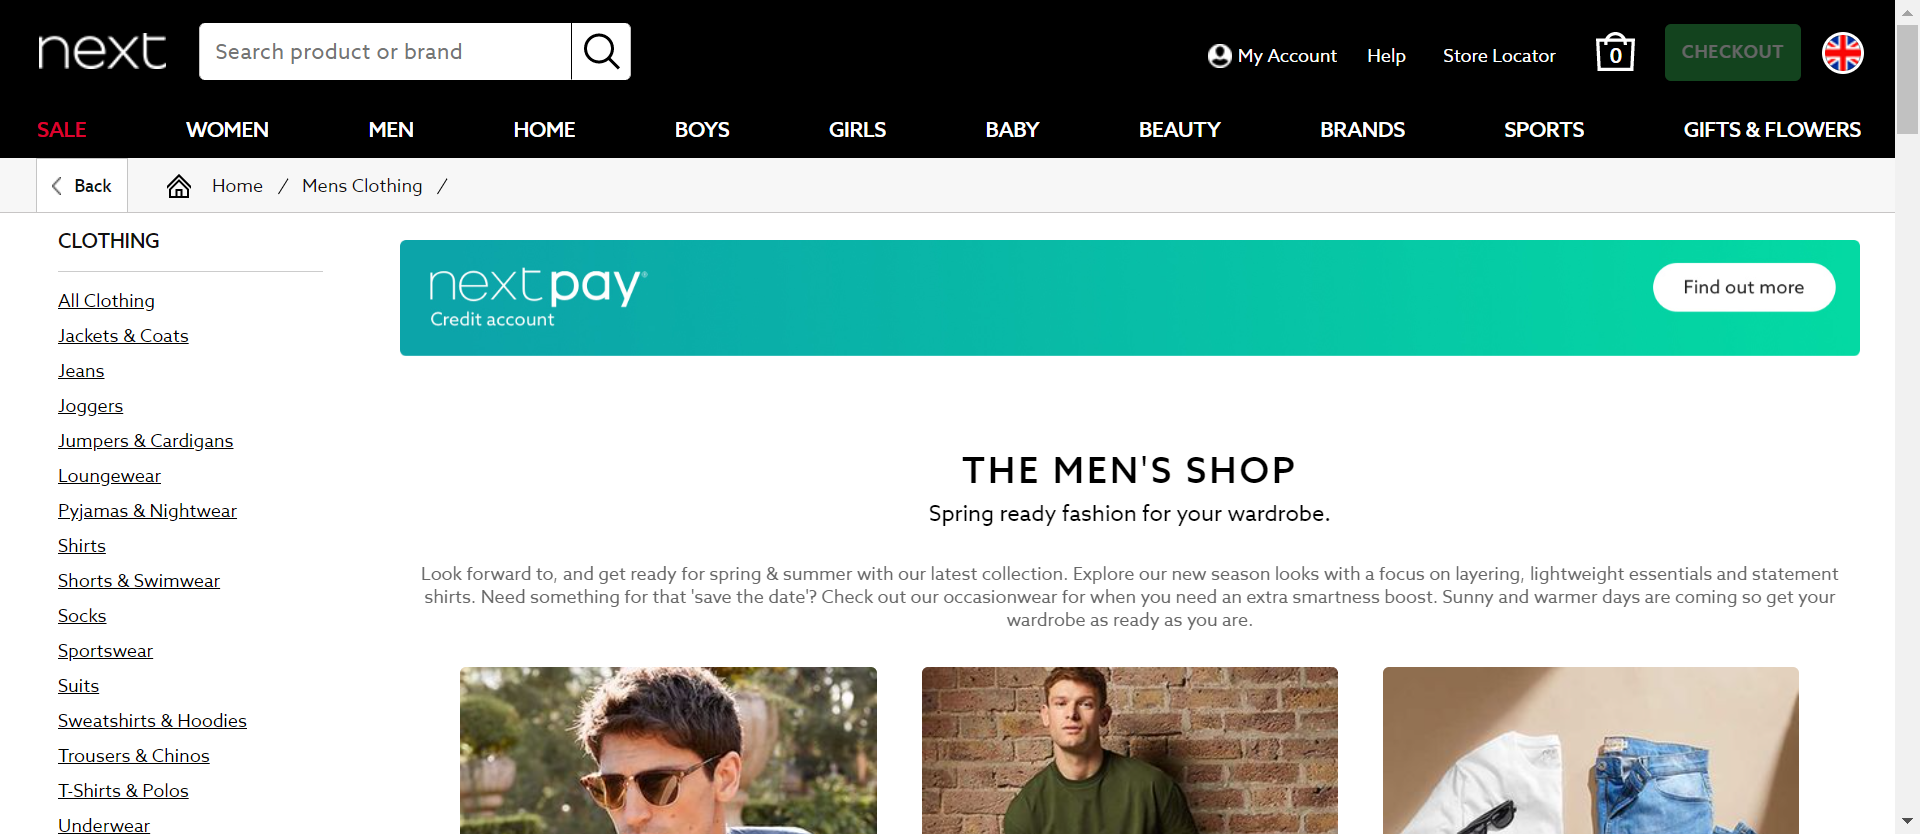 next
Search product or brand
My Account
Help
Store Locator
0
CHECKOUT
SALE
WOMEN
MEN
HOME
BOYS
GIRLS
BABY
BEAUTY
BRANDS
SPORTS
GIFTS & FLOWERS
Back
Home / Mens Clothing /
CLOTHING
All Clothing
Jackets & Coats
Jeans
Joggers
Jumpers & Cardigans
Loungewear
Pyjamas & Nightwear
Shirts
Shorts & Swimwear
Socks
Sportswear
Suits
Sweatshirts & Hoodies
Trousers & Chinos
T-Shirts & Polos
Underwear
nextpay®
Credit account
Find out more
THE MEN'S SHOP
Spring ready fashion for your wardrobe.
Look forward to, and get ready for spring & summer with our latest collection. Explore our new season looks with a focus on layering, lightweight essentials and statement
shirts. Need something for that 'save the date'? Check out our occasionwear for when you need an extra smartness boost. Sunny and warmer days are coming so get your
wardrobe as ready as you are.